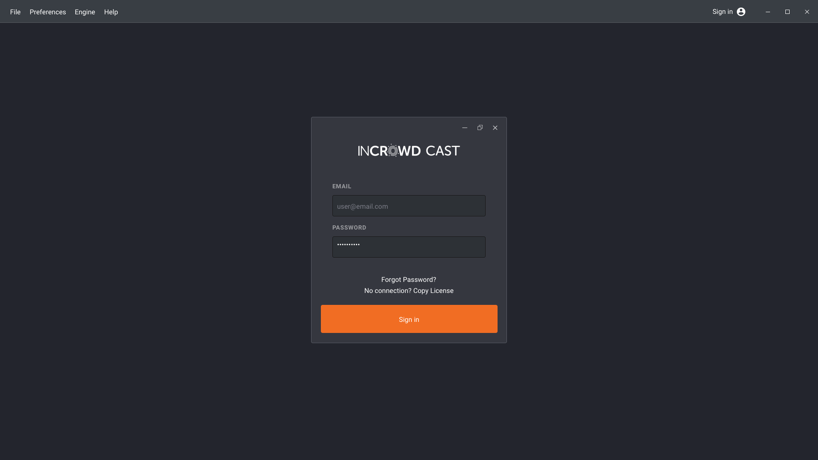 File Preferences Engine Help Sign in
INCROWD CAST
EMAIL
user@email.com
PASSWORD
••••••••••
Forgot Password?
No connection? Copy License
Sign in